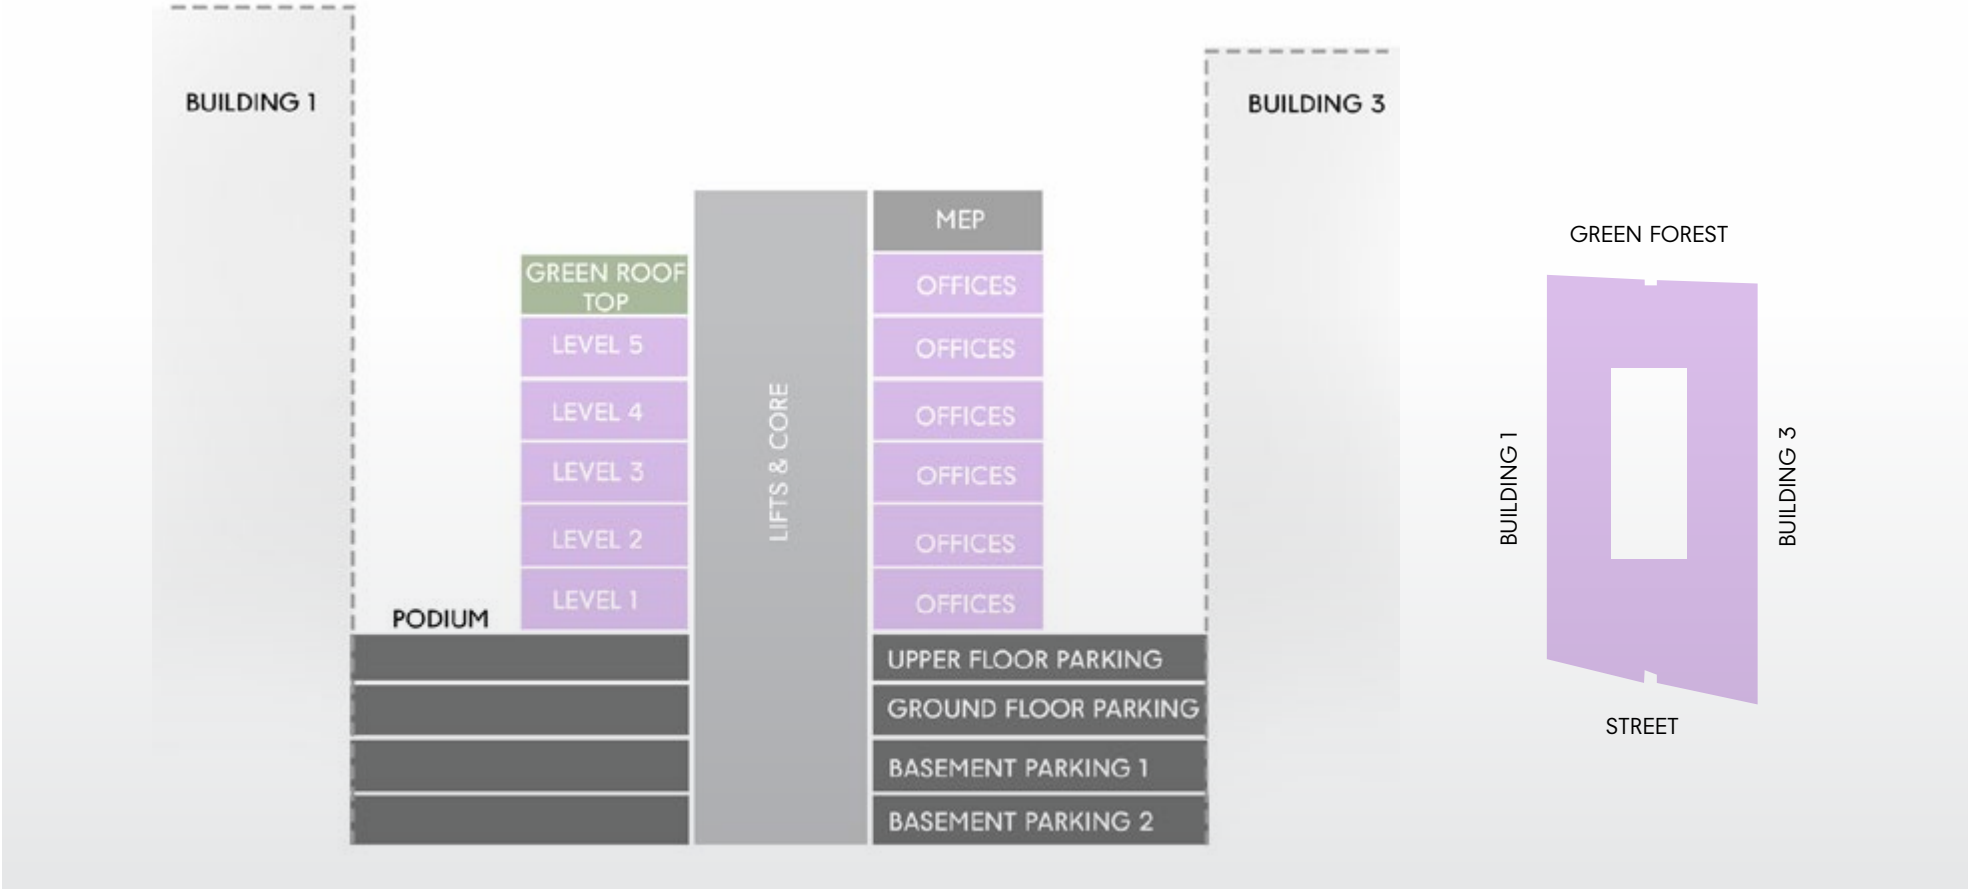 BUILDING 1
BUILDING 3
MEP
GREEN ROOF
TOP
OFFICES
LEVEL 5
OFFICES
LEVEL 4
OFFICES
LEVEL 3
OFFICES
LEVEL 2
OFFICES
LEVEL 1
OFFICES
LIFTS & CORE
PODIUM
UPPER FLOOR PARKING
GROUND FLOOR PARKING
BASEMENT PARKING 1
BASEMENT PARKING 2
GREEN FOREST
BUILDING 1
BUILDING 3
STREET